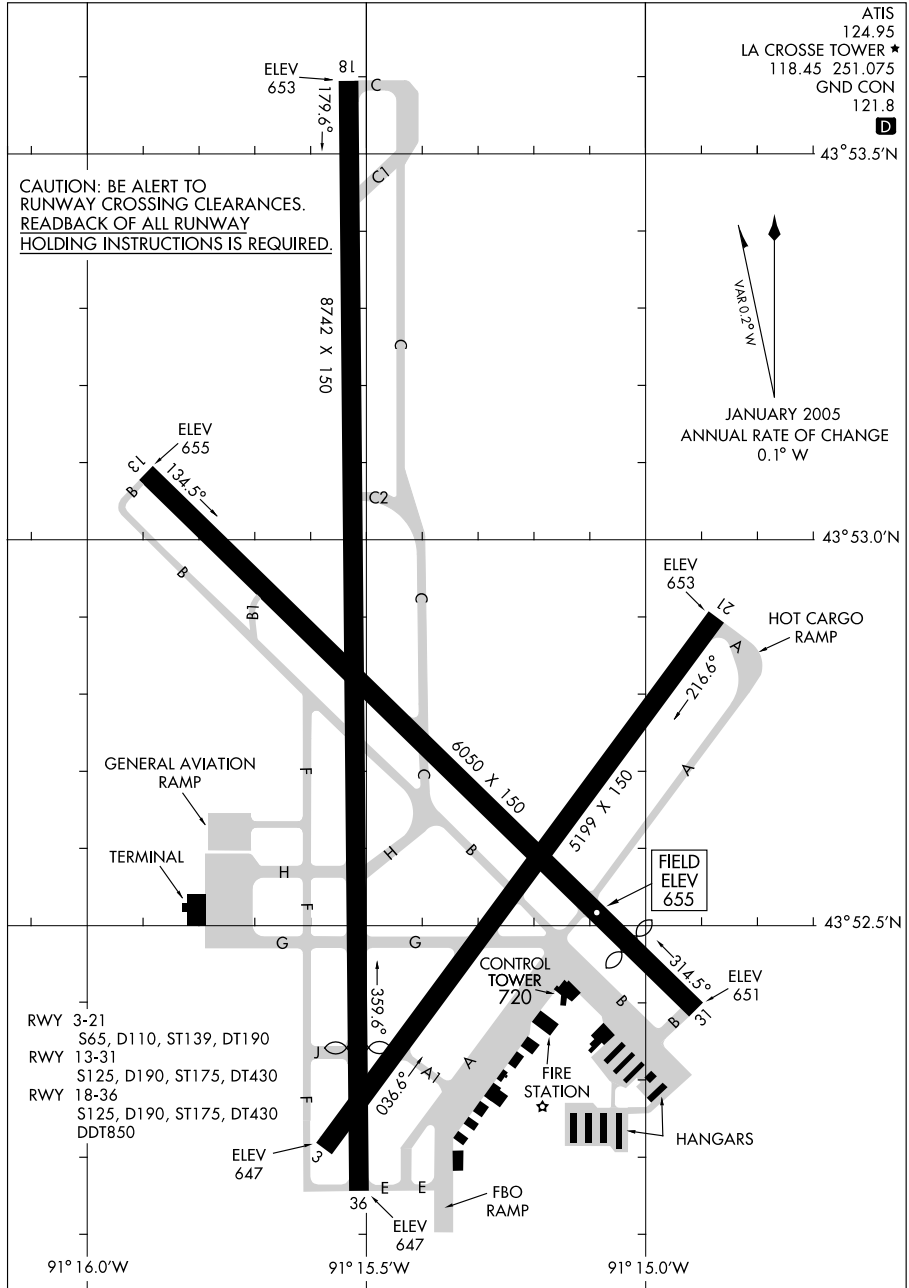 ATIS
124.95
LA CROSSE TOWER ★
118.45 251.075
GND CON
121.8
D
ELEV
653
18
179.6°
C
C1
43°53.5'N
CAUTION: BE ALERT TO
RUNWAY CROSSING CLEARANCES.
READBACK OF ALL RUNWAY
HOLDING INSTRUCTIONS IS REQUIRED.
VAR 0.2° W
8742 X 150
C
JANUARY 2005
ANNUAL RATE OF CHANGE
0.1° W
ELEV
655
13
134.5°
B
C2
43°53.0'N
B
B1
C
ELEV
653
21
HOT CARGO
RAMP
A
216.6°
6050 X 150
5199 X 150
A
GENERAL AVIATION
RAMP
F
C
TERMINAL
H
H
B
F
FIELD
ELEV
655
43°52.5'N
G
G
CONTROL
TOWER
720
314.5°
ELEV
651
31
B
B
359.6°
RWY 3-21
S65, D110, ST139, DT190
RWY 13-31
S125, D190, ST175, DT430
RWY 18-36
S125, D190, ST175, DT430
DDT850
J
036.6°
A1
A
F
FIRE
STATION
HANGARS
ELEV
647
3
36
E
E
FBO
RAMP
ELEV
647
91°16.0'W
91°15.5'W
91°15.0'W